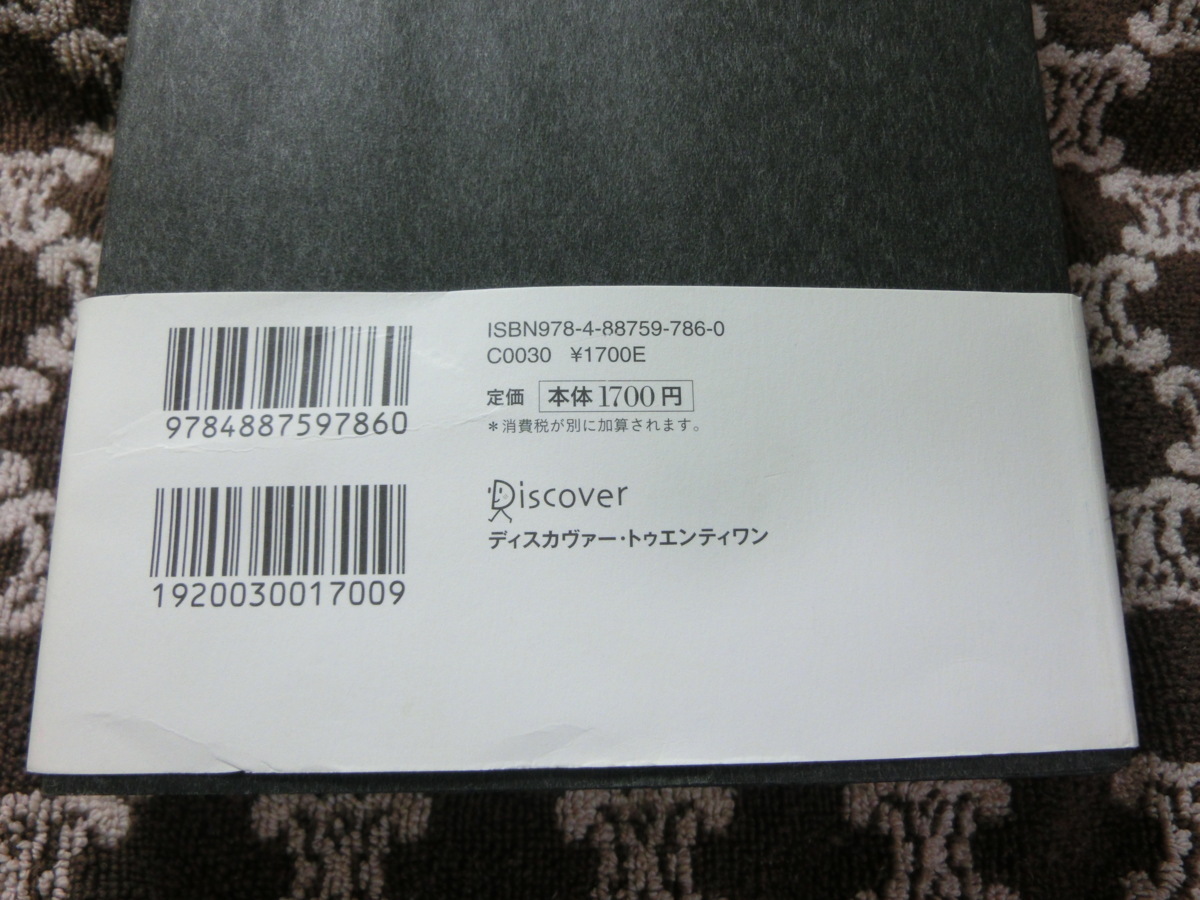 9784887597860
1920030017009
ISBN978-4-88759-786-0
C0030 ¥1700E
定価 本体1700円
＊消費税が別に加算されます。
Discover
ディスカヴァー・トゥエンティワン